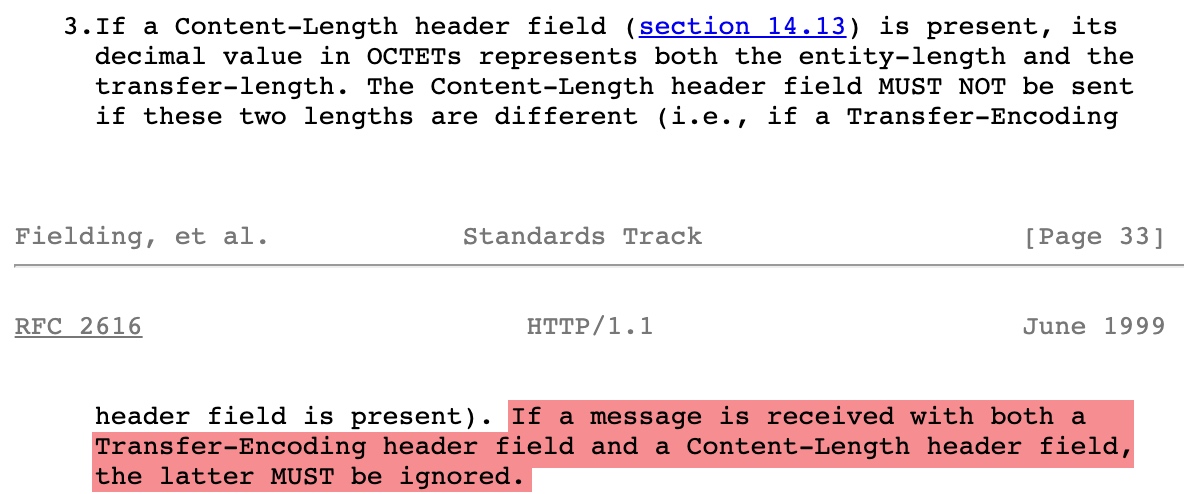 3.If a Content-Length header field (section 14.13) is present, its
decimal value in OCTETs represents both the entity-length and the
transfer-length. The Content-Length header field MUST NOT be sent
if these two lengths are different (i.e., if a Transfer-Encoding
Fielding, et al. Standards Track [Page 33]
RFC 2616 HTTP/1.1 June 1999
header field is present). If a message is received with both a
Transfer-Encoding header field and a Content-Length header field,
the latter MUST be ignored.